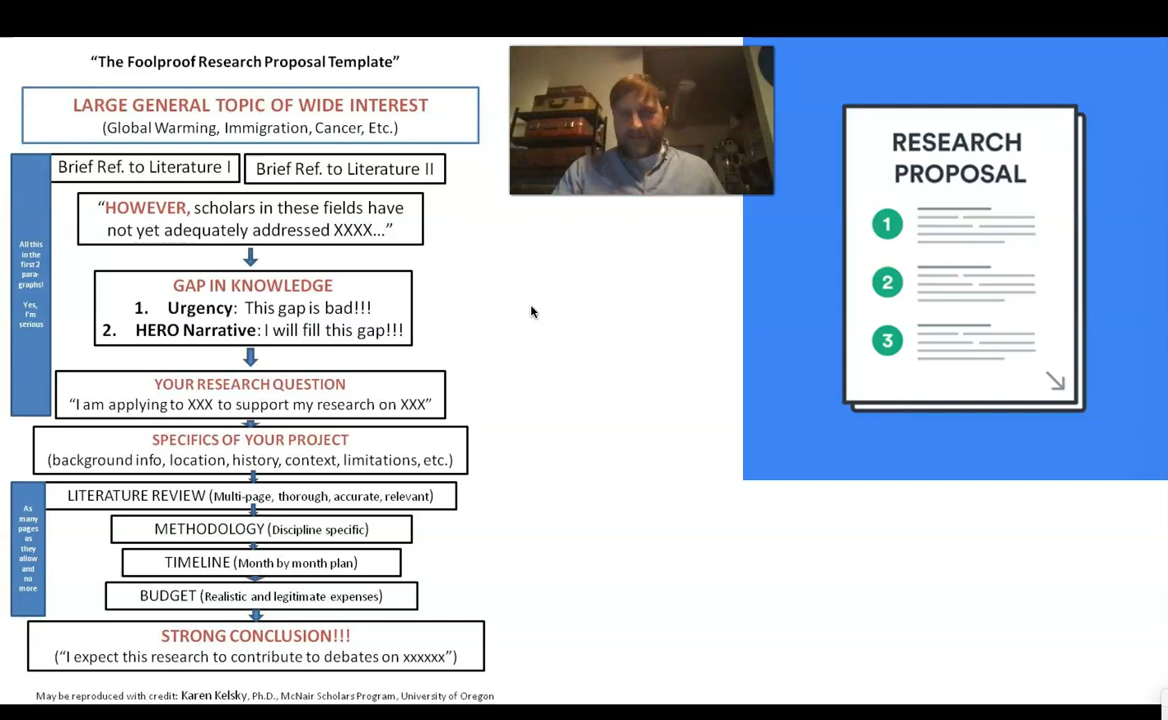 “The Foolproof Research Proposal Template”
LARGE GENERAL TOPIC OF WIDE INTEREST
(Global Warming, Immigration, Cancer, Etc.)
Brief Ref. to Literature I
Brief Ref. to Literature II
“HOWEVER, scholars in these fields have
not yet adequately addressed XXXX...”
GAP IN KNOWLEDGE
1. Urgency: This gap is bad!!!
2. HERO Narrative: I will fill this gap!!!
YOUR RESEARCH QUESTION
“I am applying to XXX to support my research on XXX”
All this
in the
first 2
para-
graphs!
Yes,
I'm
serious
SPECIFICS OF YOUR PROJECT
(background info, location, history, context, limitations, etc.)
LITERATURE REVIEW (Multi-page, thorough, accurate, relevant)
METHODOLOGY (Discipline specific)
TIMELINE (Month by month plan)
BUDGET (Realistic and legitimate expenses)
As
many
pages
as
they
allow
and
no
more
STRONG CONCLUSION!!!
(“I expect this research to contribute to debates on xxxxxx”)
May be reproduced with credit: Karen Kelsky, Ph.D., McNair Scholars Program, University of Oregon
RESEARCH
PROPOSAL
1
2
3